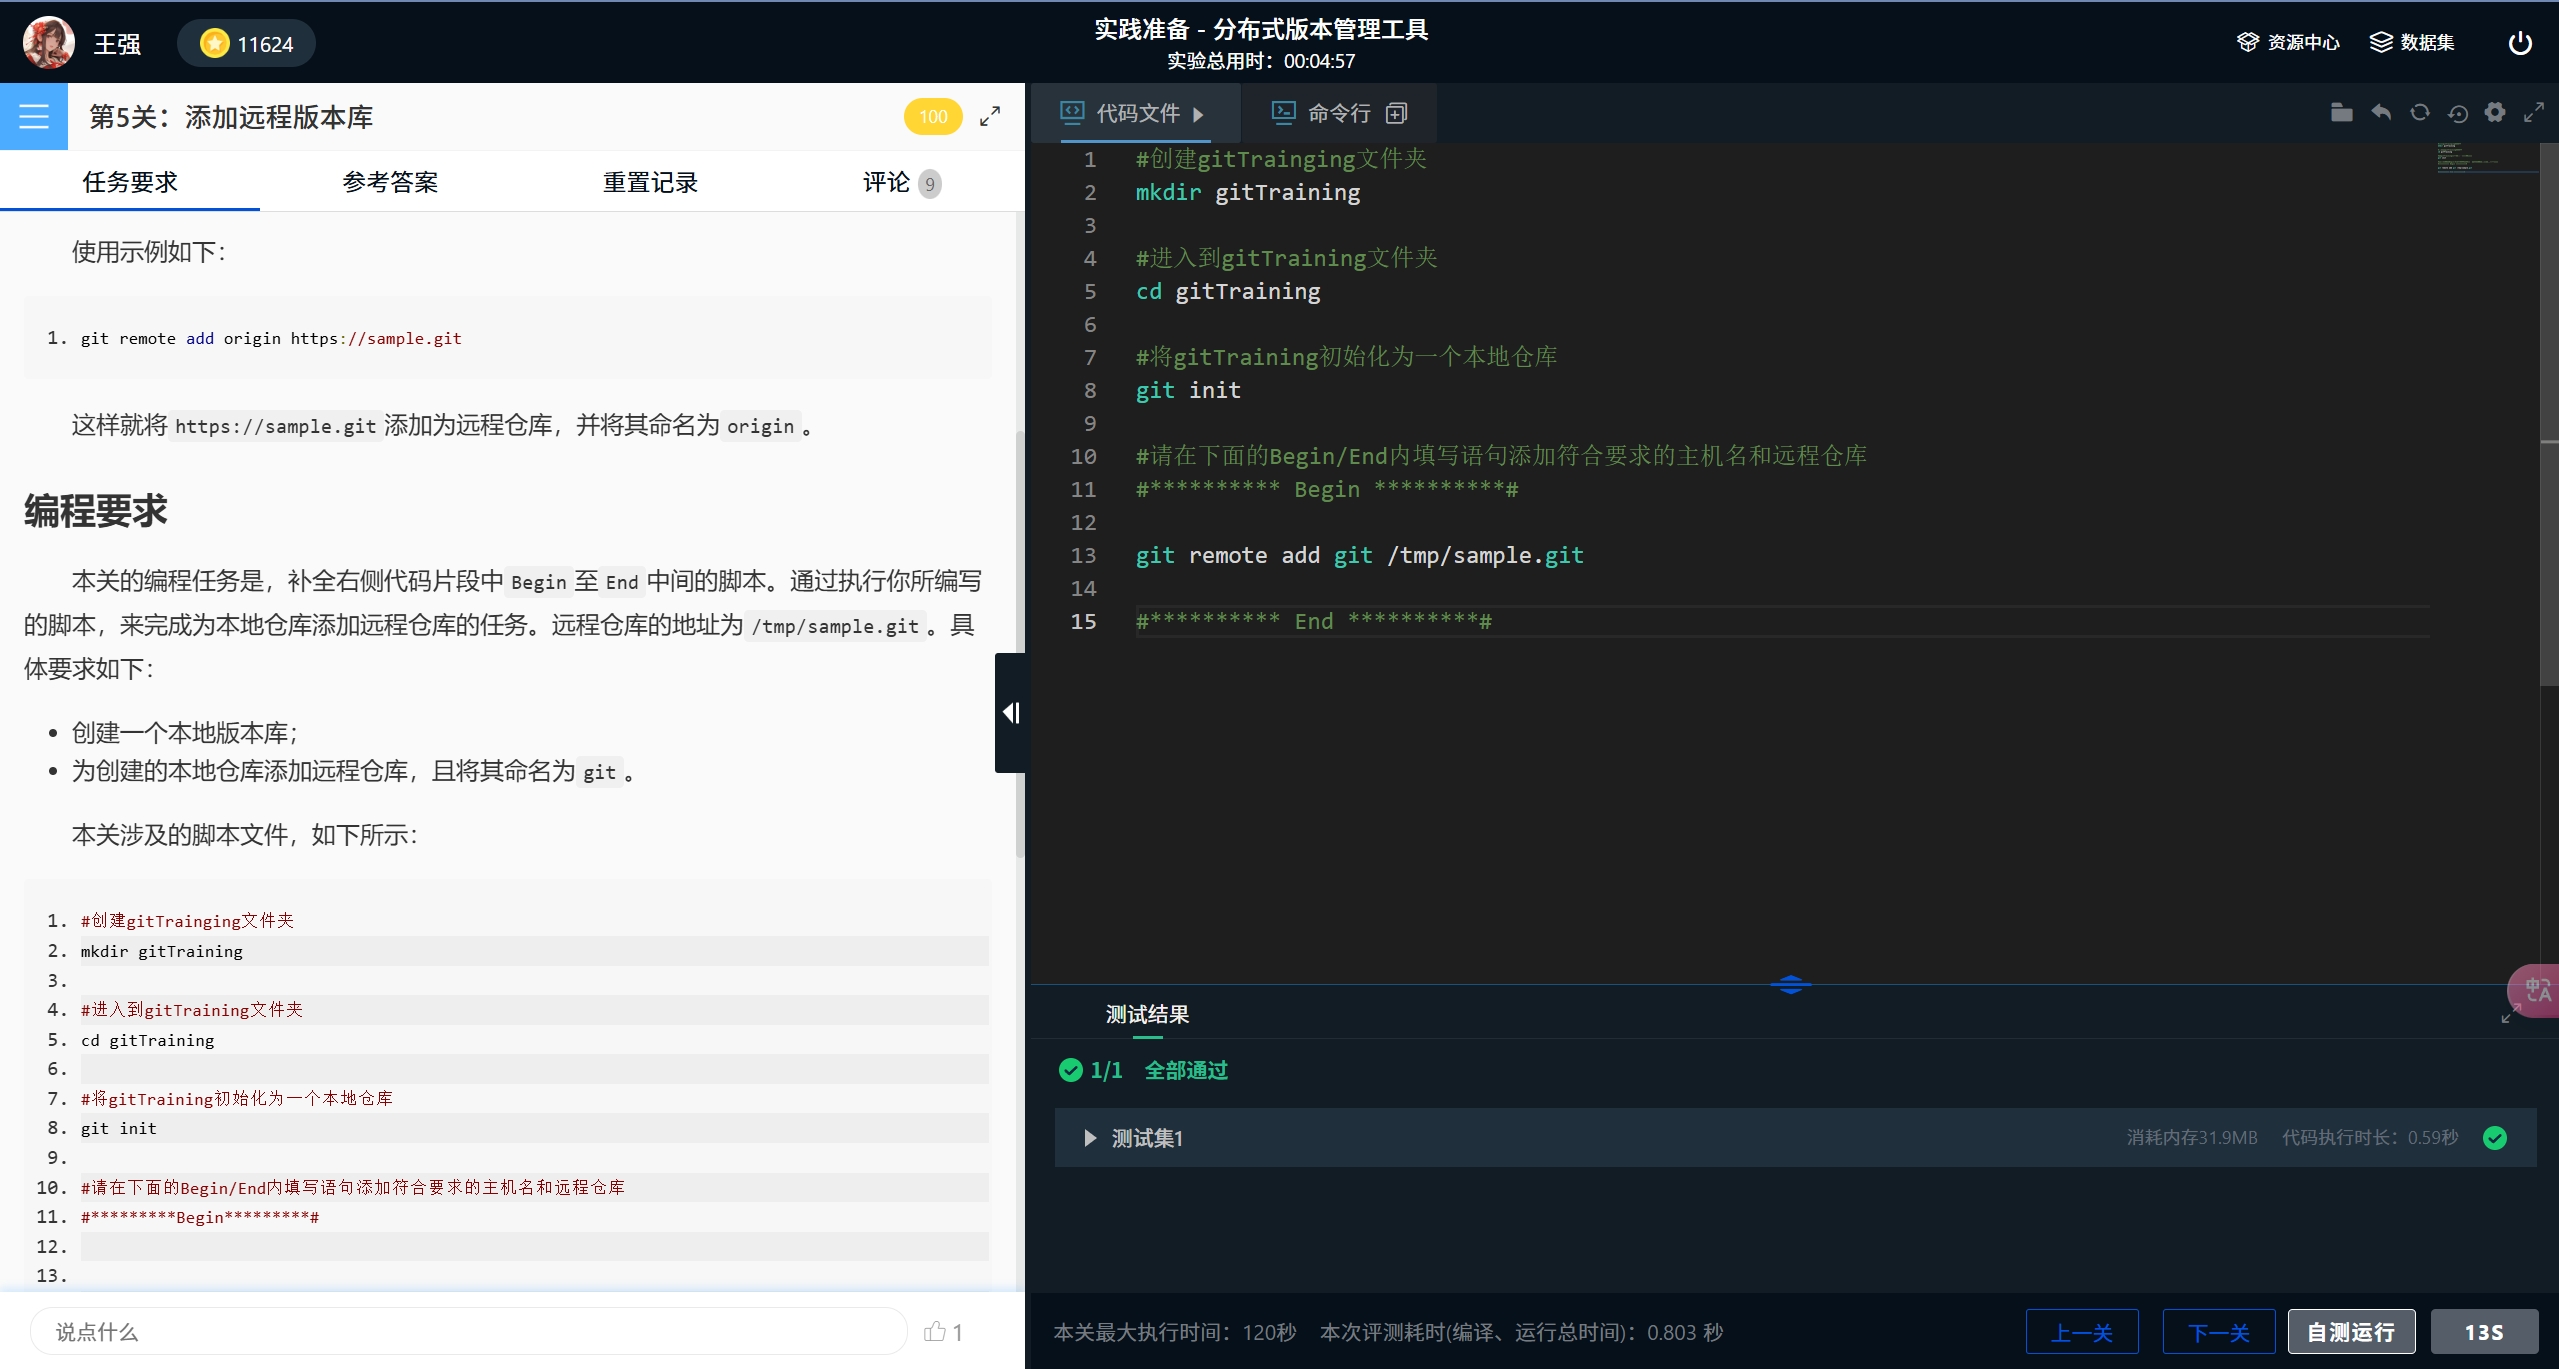 王强
11624
实践准备 - 分布式版本管理工具
实验总用时：00:04:57
资源中心
数据集
第5关：添加远程版本库
100
任务要求
参考答案
重置记录
评论 9
使用示例如下：
1. git remote add origin https://sample.git
这样就将 https://sample.git 添加为远程仓库，并将其命名为 origin 。
编程要求
本关的编程任务是，补全右侧代码片段中 Begin 至 End 中间的脚本。通过执行你所编写
的脚本，来完成为本地仓库添加远程仓库的任务。远程仓库的地址为 /tmp/sample.git 。具
体要求如下：
• 创建一个本地版本库；
• 为创建的本地仓库添加远程仓库，且将其命名为 git 。
本关涉及的脚本文件，如下所示：
1. #创建gitTrainging文件夹
2. mkdir gitTraining
3.
4. #进入到gitTraining文件夹
5. cd gitTraining
6.
7. #将gitTraining初始化为一个本地仓库
8. git init
9.
10. #请在下面的Begin/End内填写语句添加符合要求的主机名和远程仓库
11. #*********Begin*********#
12.
13.
说点什么
1
代码文件
命令行
1 #创建gitTrainging文件夹
2 mkdir gitTraining
3
4 #进入到gitTraining文件夹
5 cd gitTraining
6
7 #将gitTraining初始化为一个本地仓库
8 git init
9
10 #请在下面的Begin/End内填写语句添加符合要求的主机名和远程仓库
11 #********** Begin **********#
12
13 git remote add git /tmp/sample.git
14
15 #********** End **********#
中A
测试结果
1/1 全部通过
测试集1
消耗内存31.9MB 代码执行时长：0.59秒
本关最大执行时间：120秒 本次评测耗时(编译、运行总时间)：0.803 秒
上一关
下一关
自测运行
13S